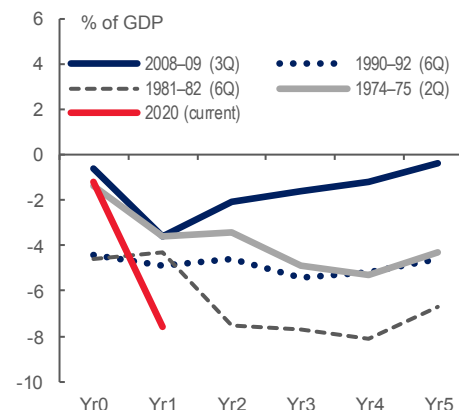 % of GDP
6
4
2
0
-2
-4
-6
-8
-10
2008–09 (3Q)
1990–92 (6Q)
1981–82 (6Q)
1974–75 (2Q)
2020 (current)
Yr0 Yr1 Yr2 Yr3 Yr4 Yr5